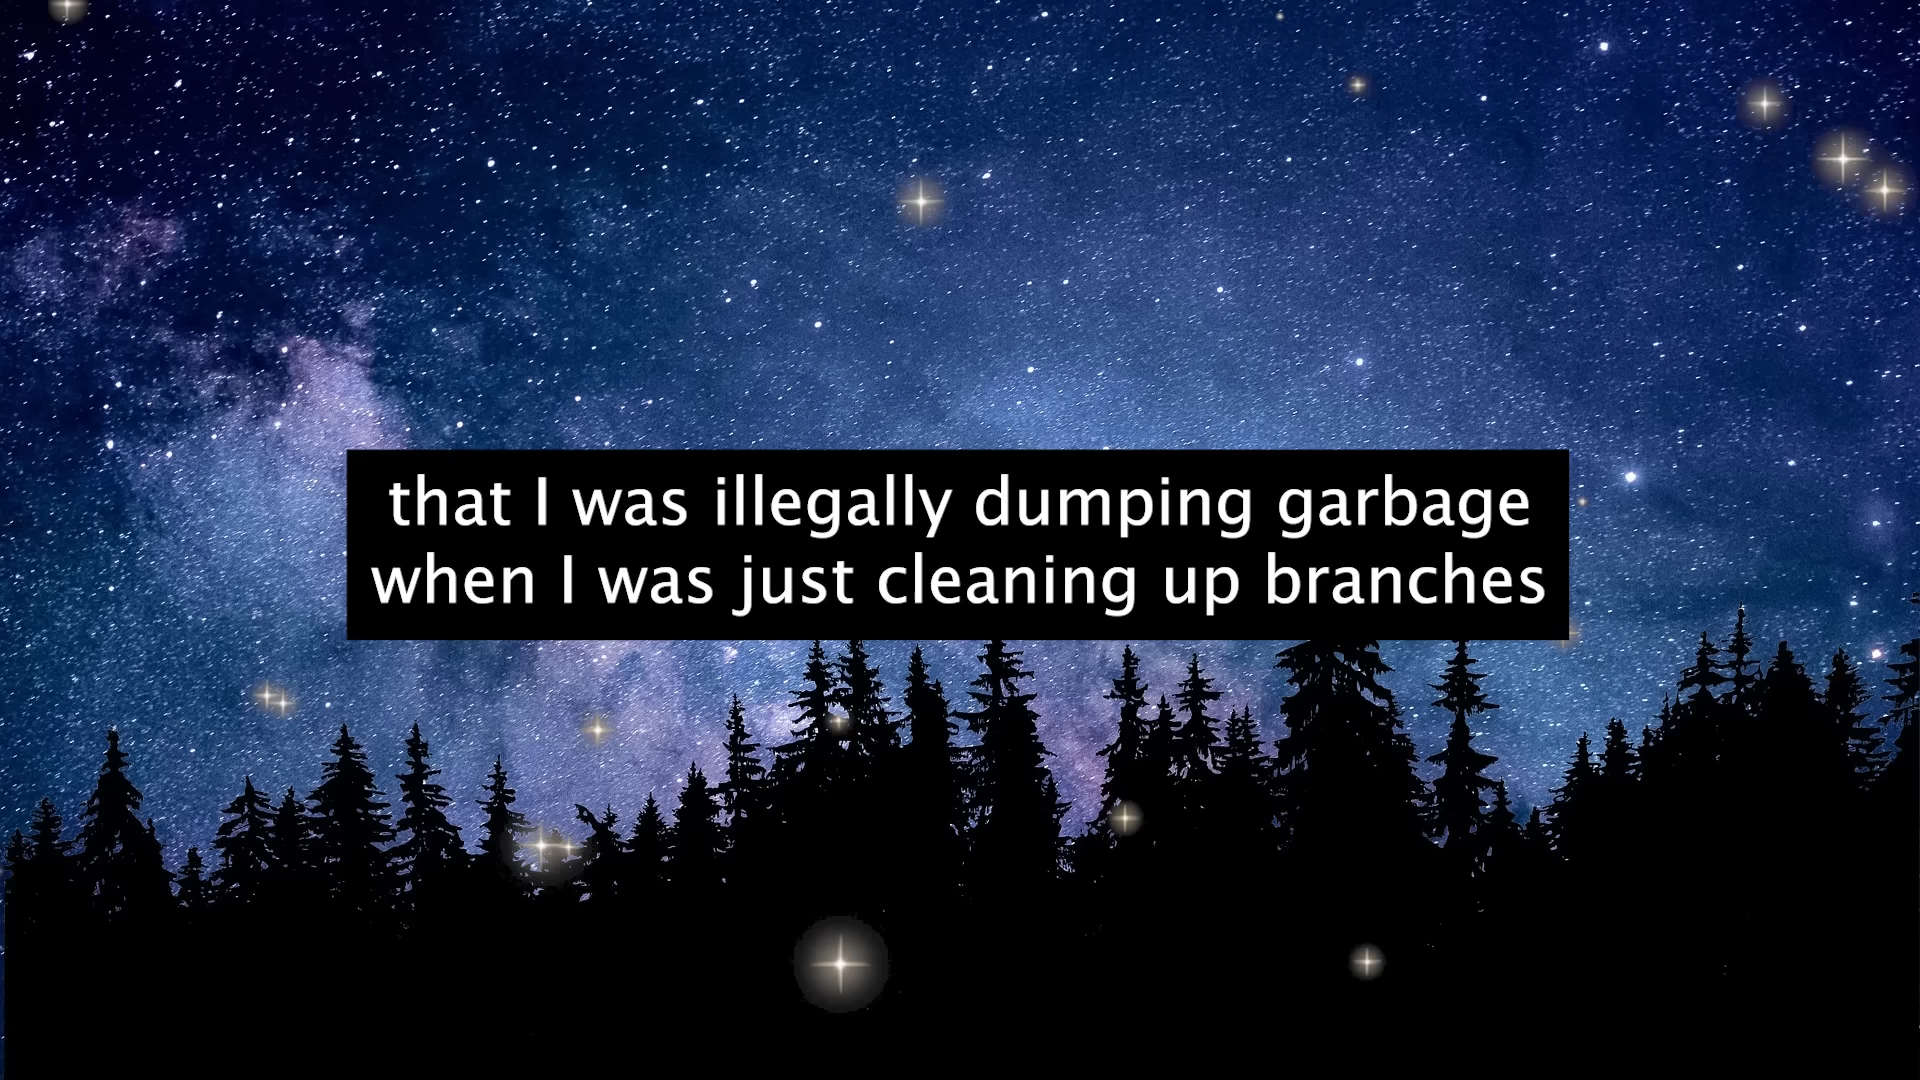 that I was illegally dumping garbage
when I was just cleaning up branches